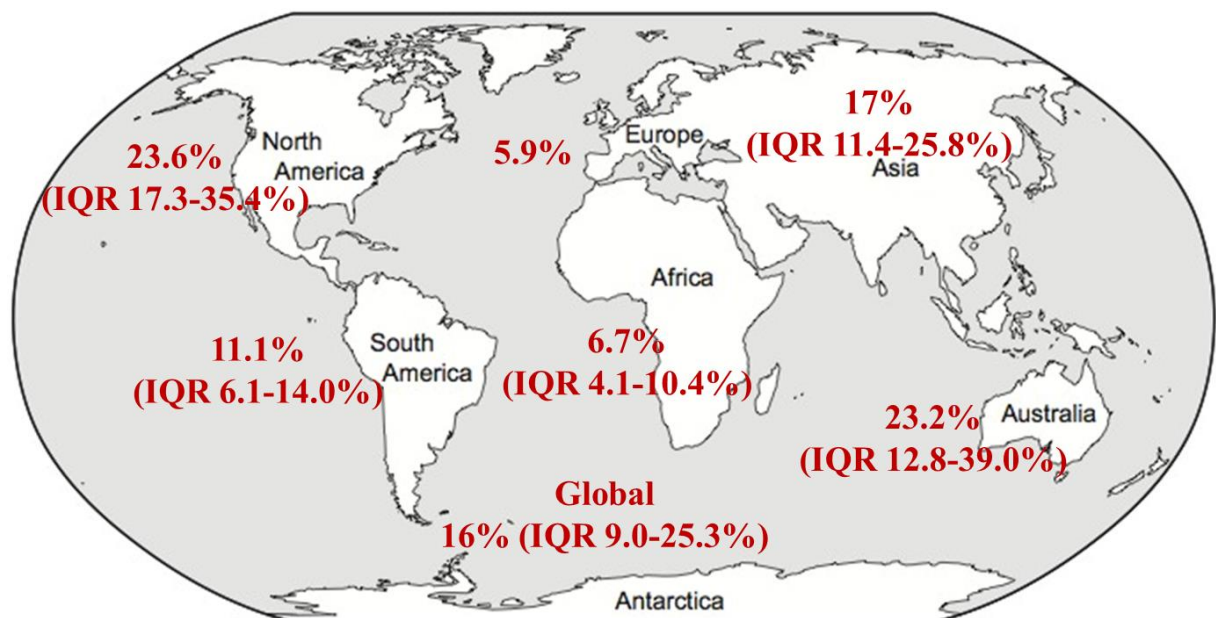 17%
(IQR 11.4-25.8%)
Asia
Europe
5.9%
North
America
23.6%
(IQR 17.3-35.4%)
Africa
6.7%
(IQR 4.1-10.4%)
South
America
11.1%
(IQR 6.1-14.0%)
Australia
23.2%
(IQR 12.8-39.0%)
Global
16% (IQR 9.0-25.3%)
Antarctica